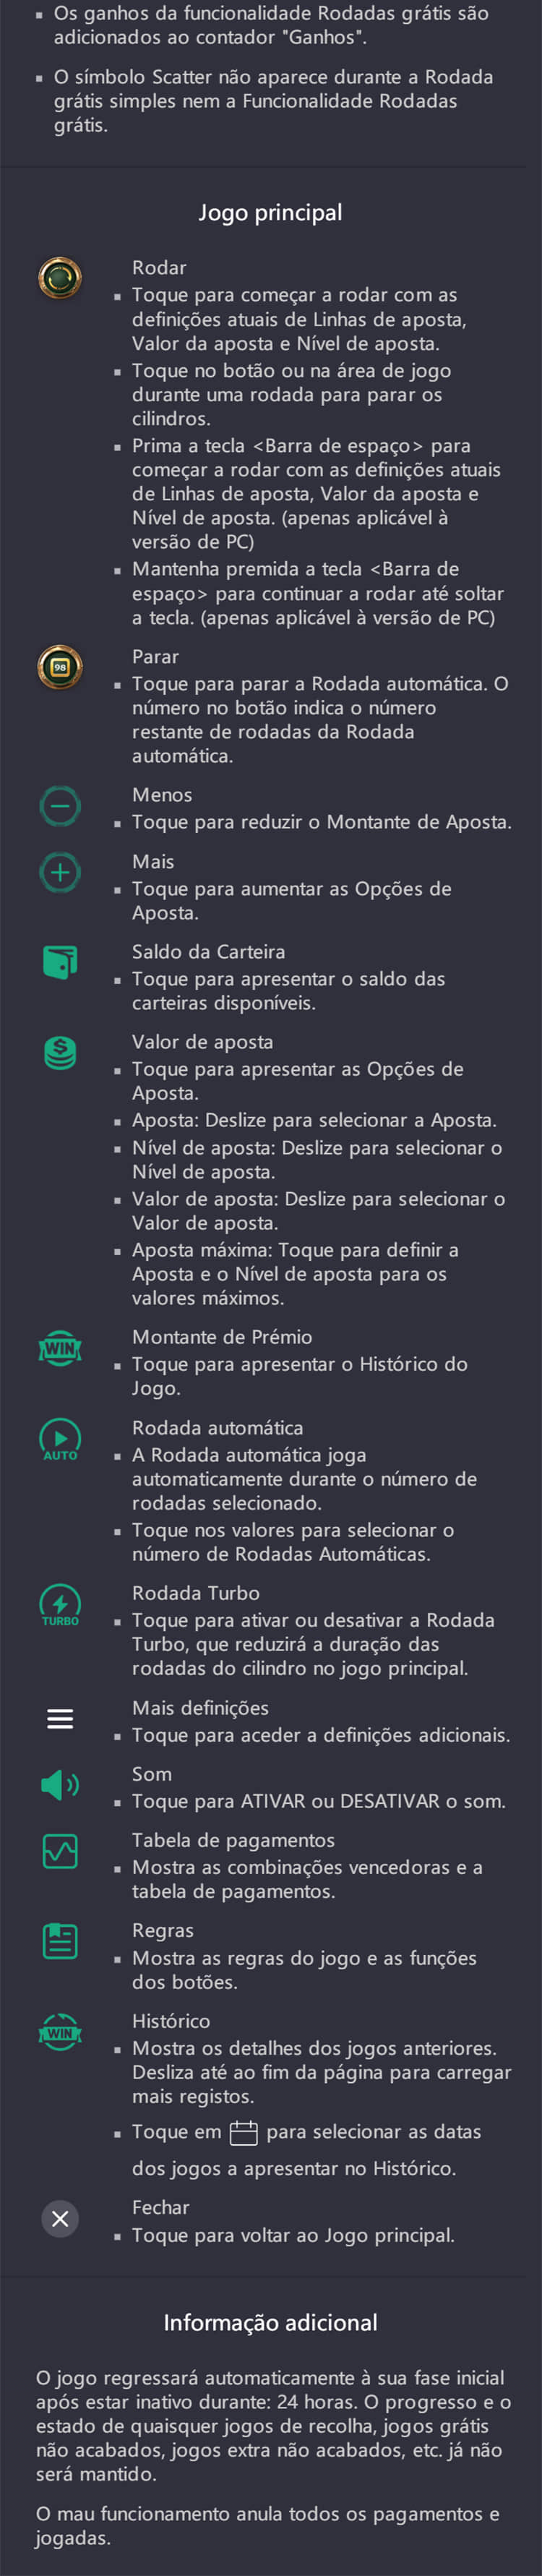 ▪ Os ganhos da funcionalidade Rodadas grátis são
adicionados ao contador "Ganhos".
▪ O símbolo Scatter não aparece durante a Rodada
grátis simples nem a Funcionalidade Rodadas
grátis.
Jogo principal
Rodar
▪ Toque para começar a rodar com as
definições atuais de Linhas de aposta,
Valor da aposta e Nível de aposta.
▪ Toque no botão ou na área de jogo
durante uma rodada para parar os
cilindros.
▪ Prima a tecla <Barra de espaço> para
começar a rodar com as definições atuais
de Linhas de aposta, Valor da aposta e
Nível de aposta. (apenas aplicável à
versão de PC)
▪ Mantenha premida a tecla <Barra de
espaço> para continuar a rodar até soltar
a tecla. (apenas aplicável à versão de PC)
98
Parar
▪ Toque para parar a Rodada automática. O
número no botão indica o número
restante de rodadas da Rodada
automática.
Menos
▪ Toque para reduzir o Montante de Aposta.
Mais
▪ Toque para aumentar as Opções de
Aposta.
Saldo da Carteira
▪ Toque para apresentar o saldo das
carteiras disponíveis.
$
Valor de aposta
▪ Toque para apresentar as Opções de
Aposta.
▪ Aposta: Deslize para selecionar a Aposta.
▪ Nível de aposta: Deslize para selecionar o
Nível de aposta.
▪ Valor de aposta: Deslize para selecionar o
Valor de aposta.
▪ Aposta máxima: Toque para definir a
Aposta e o Nível de aposta para os
valores máximos.
WIN
Montante de Prémio
▪ Toque para apresentar o Histórico do
Jogo.
AUTO
Rodada automática
▪ A Rodada automática joga
automaticamente durante o número de
rodadas selecionado.
▪ Toque nos valores para selecionar o
número de Rodadas Automáticas.
TURBO
Rodada Turbo
▪ Toque para ativar ou desativar a Rodada
Turbo, que reduzirá a duração das
rodadas do cilindro no jogo principal.
Mais definições
▪ Toque para aceder a definições adicionais.
Som
▪ Toque para ATIVAR ou DESATIVAR o som.
Tabela de pagamentos
▪ Mostra as combinações vencedoras e a
tabela de pagamentos.
Regras
▪ Mostra as regras do jogo e as funções
dos botões.
WIN
Histórico
▪ Mostra os detalhes dos jogos anteriores.
Desliza até ao fim da página para carregar
mais registos.
▪ Toque em para selecionar as datas
dos jogos a apresentar no Histórico.
Fechar
▪ Toque para voltar ao Jogo principal.
Informação adicional
O jogo regressará automaticamente à sua fase inicial
após estar inativo durante: 24 horas. O progresso e o
estado de quaisquer jogos de recolha, jogos grátis
não acabados, jogos extra não acabados, etc. já não
será mantido.
O mau funcionamento anula todos os pagamentos e
jogadas.